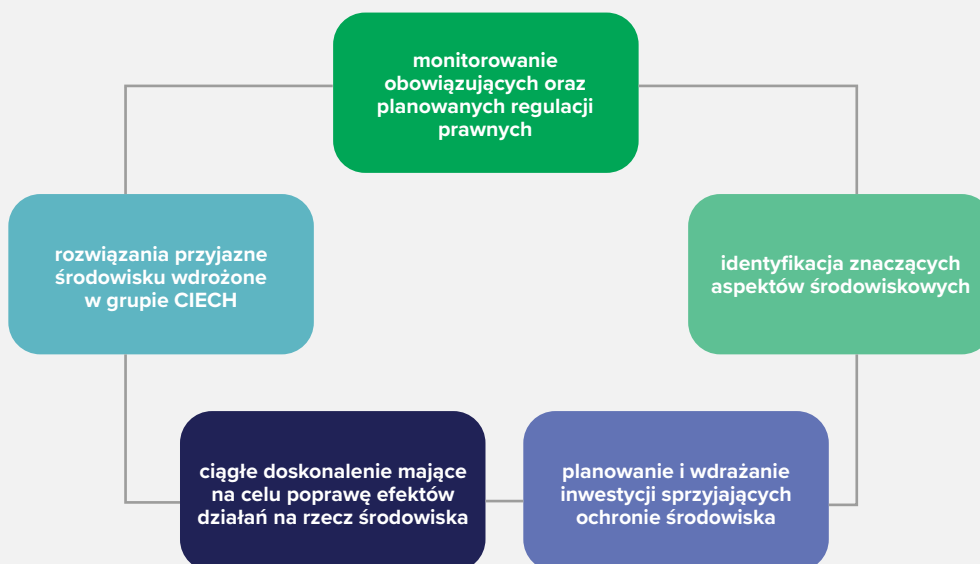 monitorowanie
obowiązujących oraz
planowanych regulacji
prawnych
rozwiązania przyjazne
środowisku wdrożone
w grupie CIECH
identyfikacja znaczących
aspektów środowiskowych
ciągłe doskonalenie mające
na celu poprawę efektów
działań na rzecz środowiska
planowanie i wdrażanie
inwestycji sprzyjających
ochronie środowiska